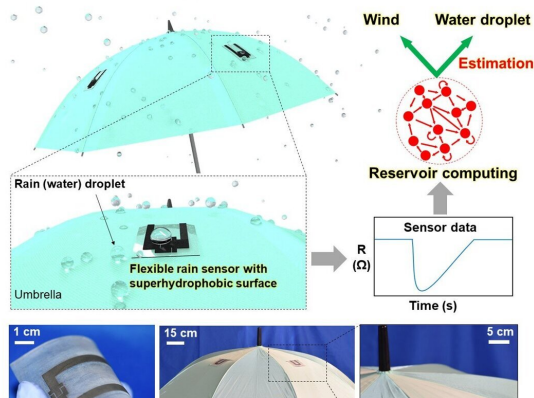 Wind
Water droplet
Estimation
Reservoir computing
Rain (water) droplet
Flexible rain sensor with
superhydrophobic surface
Umbrella
Sensor data
R
(Ω)
Time (s)
1 cm
15 cm
5 cm